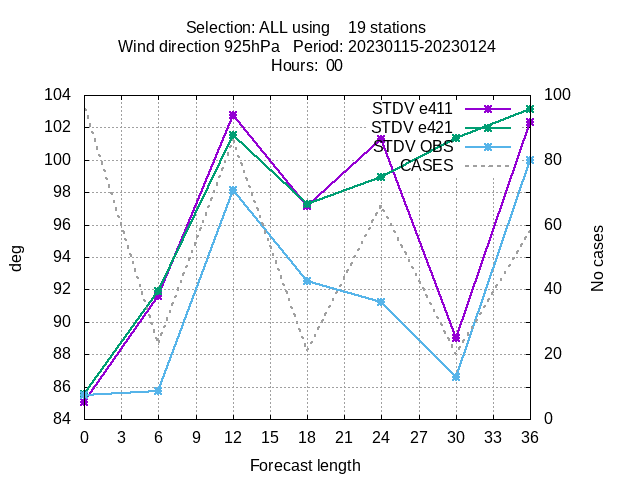 Selection: ALL using    19 stations
Wind direction 925hPa   Period: 20230115-20230124
Hours:  00
104
102
100
98
96
94
92
90
88
86
84
100
80
60
40
20
0
STDV e411
STDV e421
STDV OBS
CASES
deg
No cases
0 3 6 9 12 15 18 21 24 27 30 33 36
Forecast length